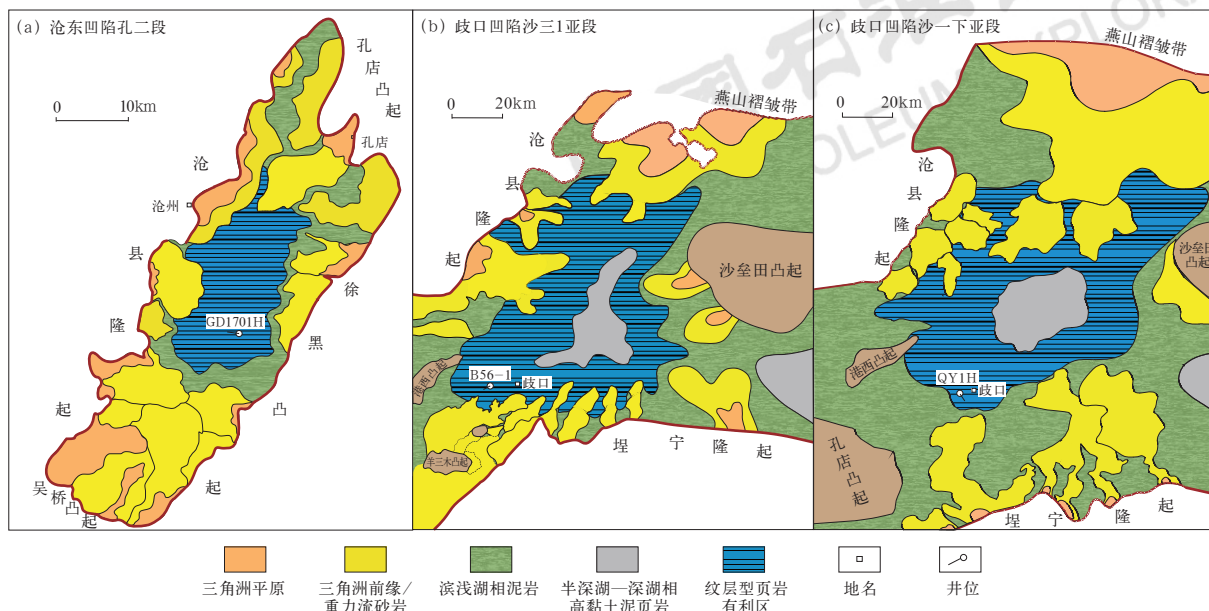 (a) 沧东凹陷孔二段
孔店凸起
0 10km
孔店
沧州
沧县隆起
GD1701H
徐黑凸起
吴桥凸起
(b) 歧口凹陷沙三1亚段
燕山褶皱带
0 20km
沧县隆起
沙垒田凸起
港西凸起
B56-1
歧口
羊三木凸起
埕宁隆起
(c) 歧口凹陷沙一下亚段
燕山褶皱带
0 20km
沧县隆起
沙垒田
凸起
港西凸起
QY1H
歧口
孔店凸起
埕宁隆起
三角洲平原
三角洲前缘/
重力流砂岩
滨浅湖相泥岩
半深湖—深湖相
高黏土泥页岩
纹层型页岩
有利区
地名
井位